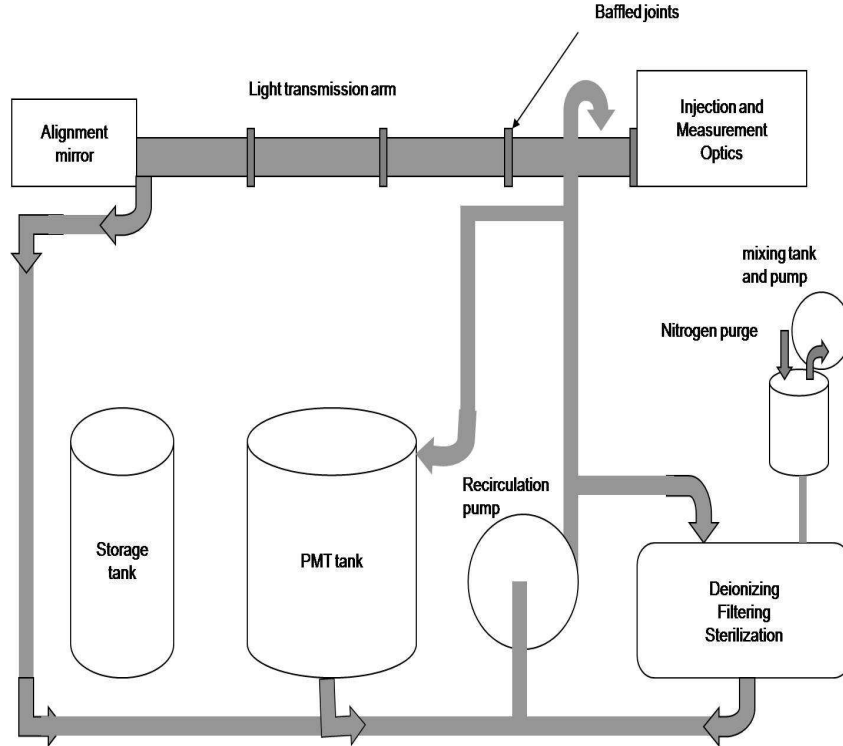 Baffled joints
Light transmission arm
Alignment
mirror
Injection and
Measurement
Optics
mixing tank
and pump
Nitrogen purge
Recirculation
pump
Storage
tank
PMT tank
Deionizing
Filtering
Sterilization